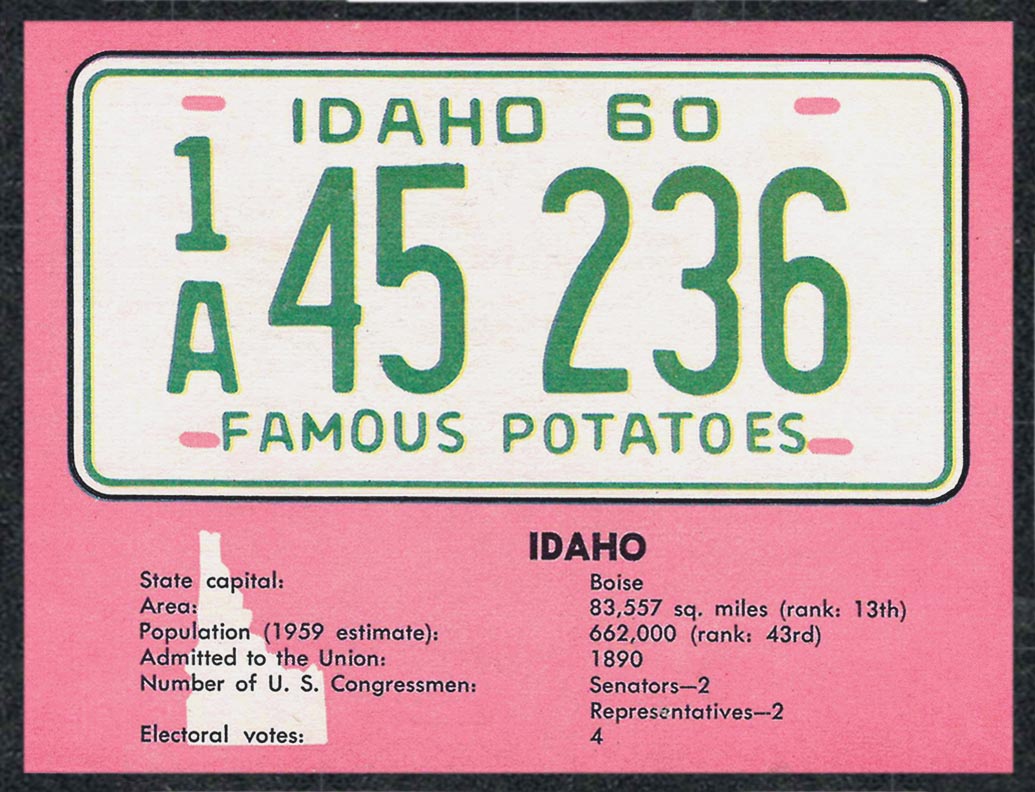 IDAHO 60
1
A
45 236
FAMOUS POTATOES
IDAHO
State capital: Boise
Area: 83,557 sq. miles (rank: 13th)
Population (1959 estimate): 662,000 (rank: 43rd)
Admitted to the Union: 1890
Number of U. S. Congressmen: Senators—2
Representatives—2
Electoral votes: 4